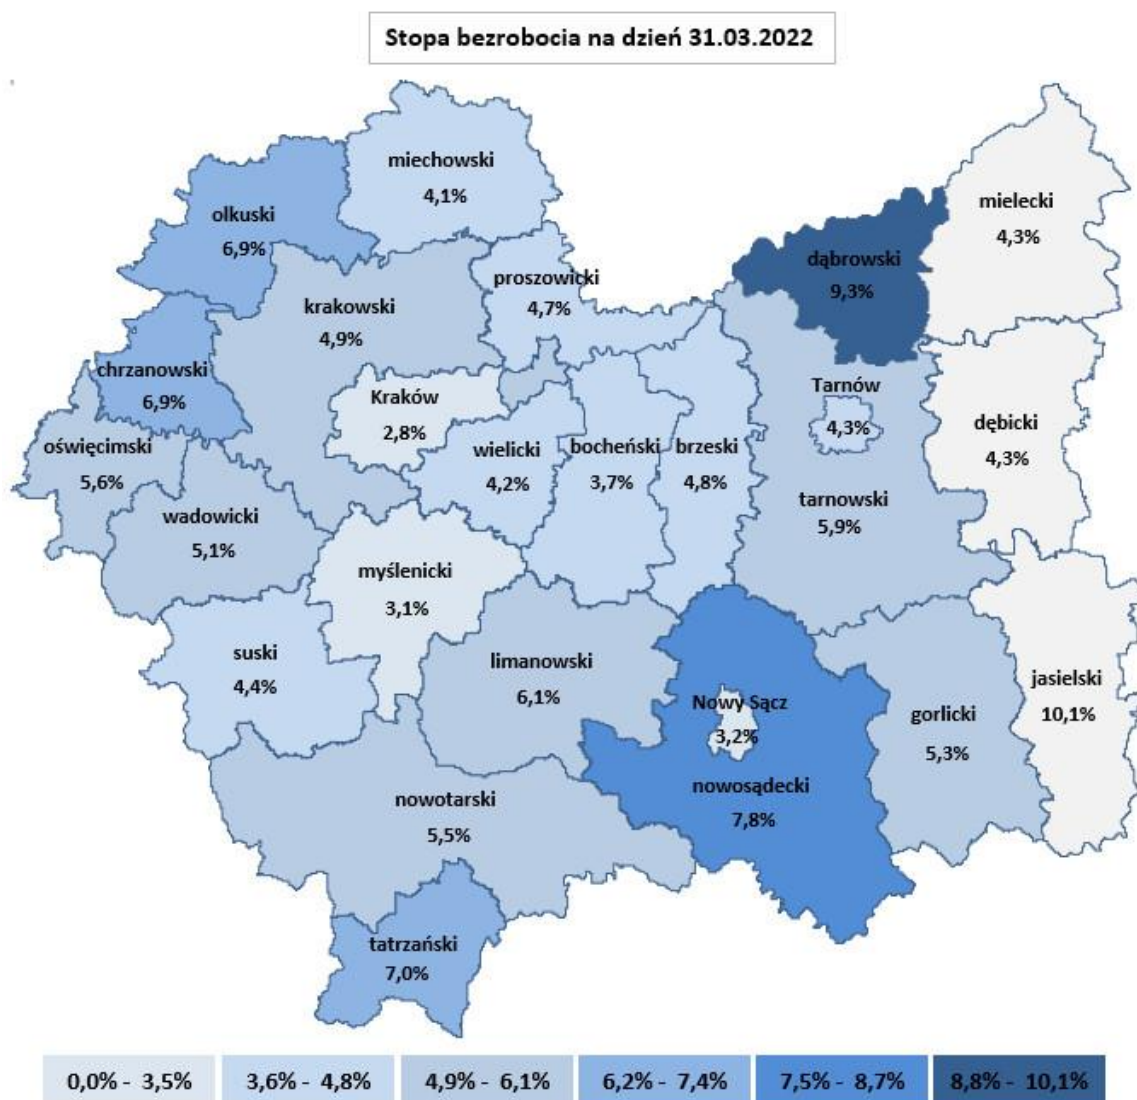 Stopa bezrobocia na dzień 31.03.2022
miechowski
4,1%
olkuski
6,9%
mielecki
4,3%
dąbrowski
9,3%
proszowicki
4,7%
krakowski
4,9%
chrzanowski
6,9%
Kraków
2,8%
Tarnów
4,3%
dębicki
4,3%
oświęcimski
5,6%
wielicki
4,2%
bocheński
3,7%
brzeski
4,8%
tarnowski
5,9%
wadowicki
5,1%
myślenicki
3,1%
suski
4,4%
limanowski
6,1%
jasielski
10,1%
Nowy Sącz
3,2%
gorlicki
5,3%
nowosądecki
7,8%
nowotarski
5,5%
tatrzański
7,0%
0,0% - 3,5%
3,6% - 4,8%
4,9% - 6,1%
6,2% - 7,4%
7,5% - 8,7%
8,8% - 10,1%